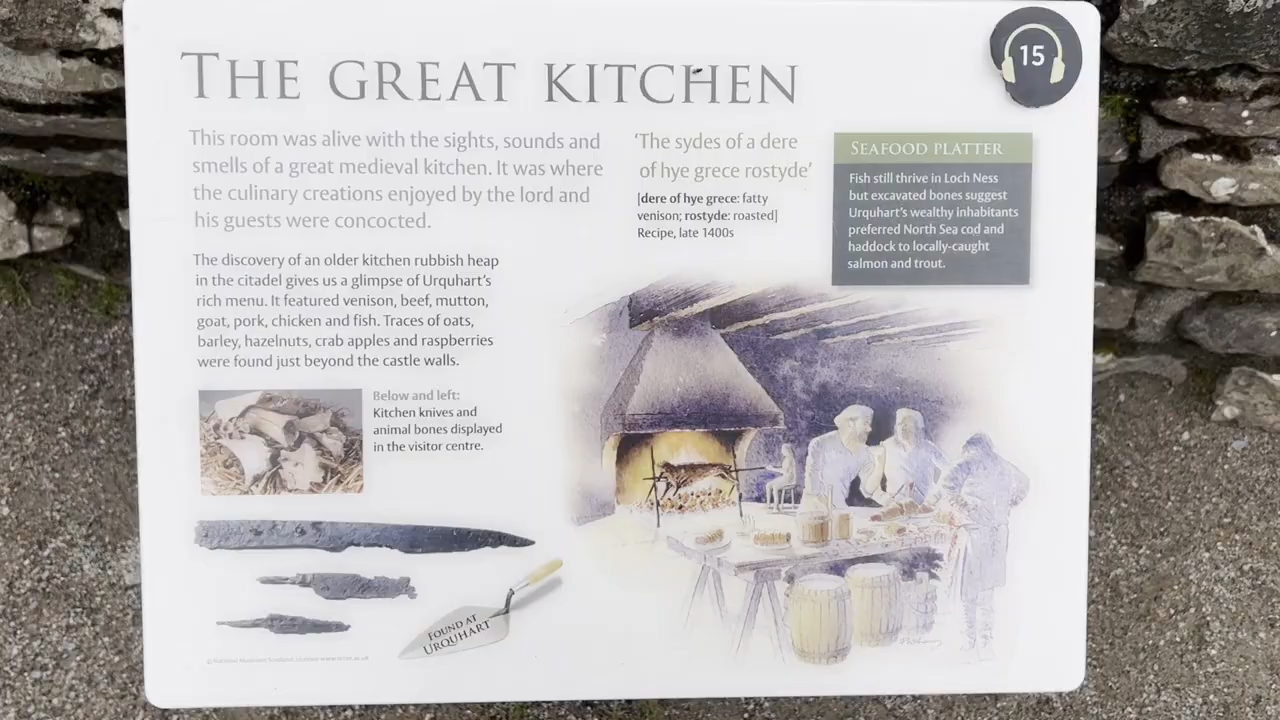 THE GREAT KITCHEN
15
This room was alive with the sights, sounds and
smells of a great medieval kitchen. It was where
the culinary creations enjoyed by the lord and
his guests were concocted.
The discovery of an older kitchen rubbish heap
in the citadel gives us a glimpse of Urquhart's
rich menu. It featured venison, beef, mutton,
goat, pork, chicken and fish. Traces of oats,
barley, hazelnuts, crab apples and raspberries
were found just beyond the castle walls.
Below and left:
Kitchen knives and
animal bones displayed
in the visitor centre.
FOUND AT
URQUHART
'The sydes of a dere
of hye grece rostyde'
[dere of hye grece: fatty
venison; rostyde: roasted]
Recipe, late 1400s
SEAFOOD PLATTER
Fish still thrive in Loch Ness
but excavated bones suggest
Urquhart's wealthy inhabitants
preferred North Sea cod and
haddock to locally-caught
salmon and trout.